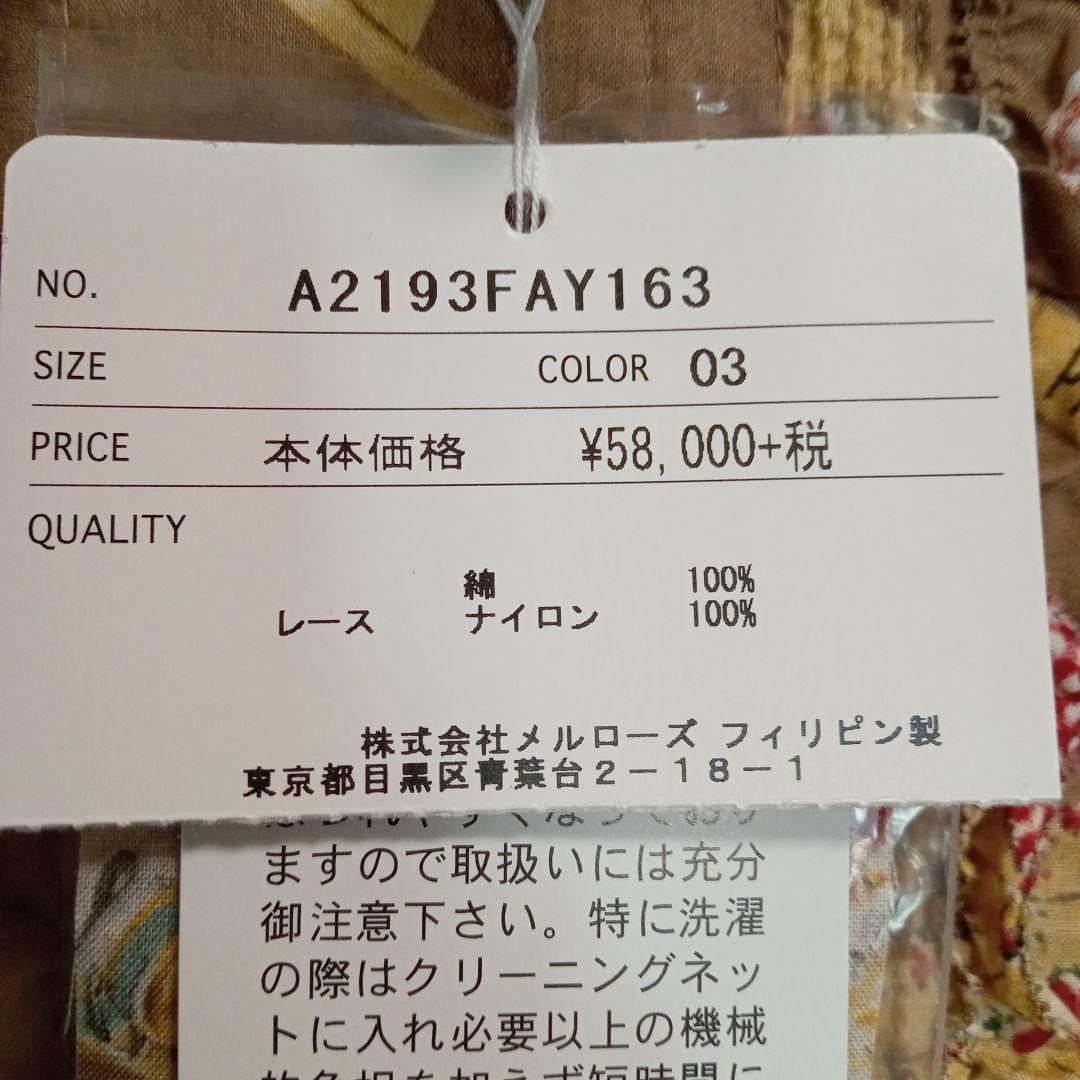 NO. A2193FAY163
SIZE COLOR 03
PRICE 本体価格 ¥58,000+税
QUALITY
綿 100%
レース ナイロン 100%
株式会社メルローズ フィリピン製
東京都目黒区青葉台2-18-1
ますので取扱いには充分
御注意下さい。特に洗濯
の際はクリーニングネッ
トに入れ必要以上の機械